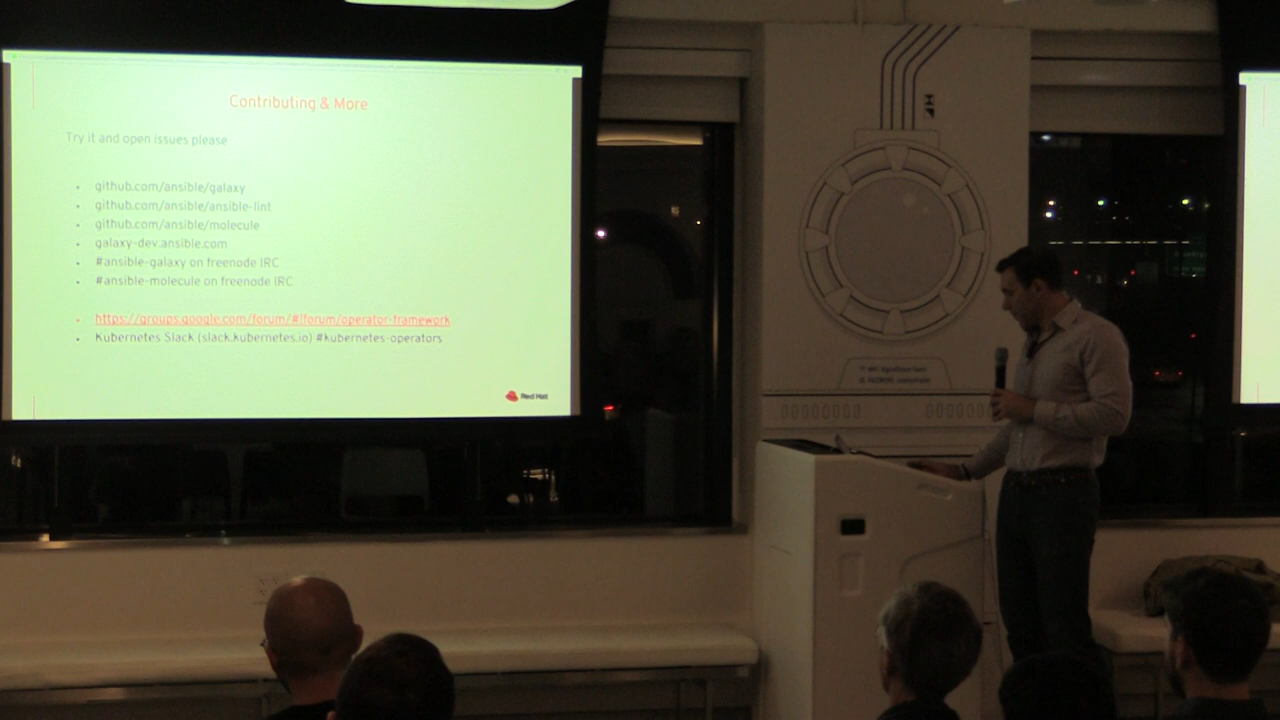 Contributing & More
Try it and open issues please
github.com/ansible/galaxy
github.com/ansible/ansible-lint
github.com/ansible/molecule
galaxy-dev.ansible.com
#ansible-galaxy on freenode IRC
#ansible-molecule on freenode IRC
https://groups.google.com/forum/#!forum/operator-framework
Kubernetes Slack (slack.kubernetes.io) #kubernetes-operators
Red Hat